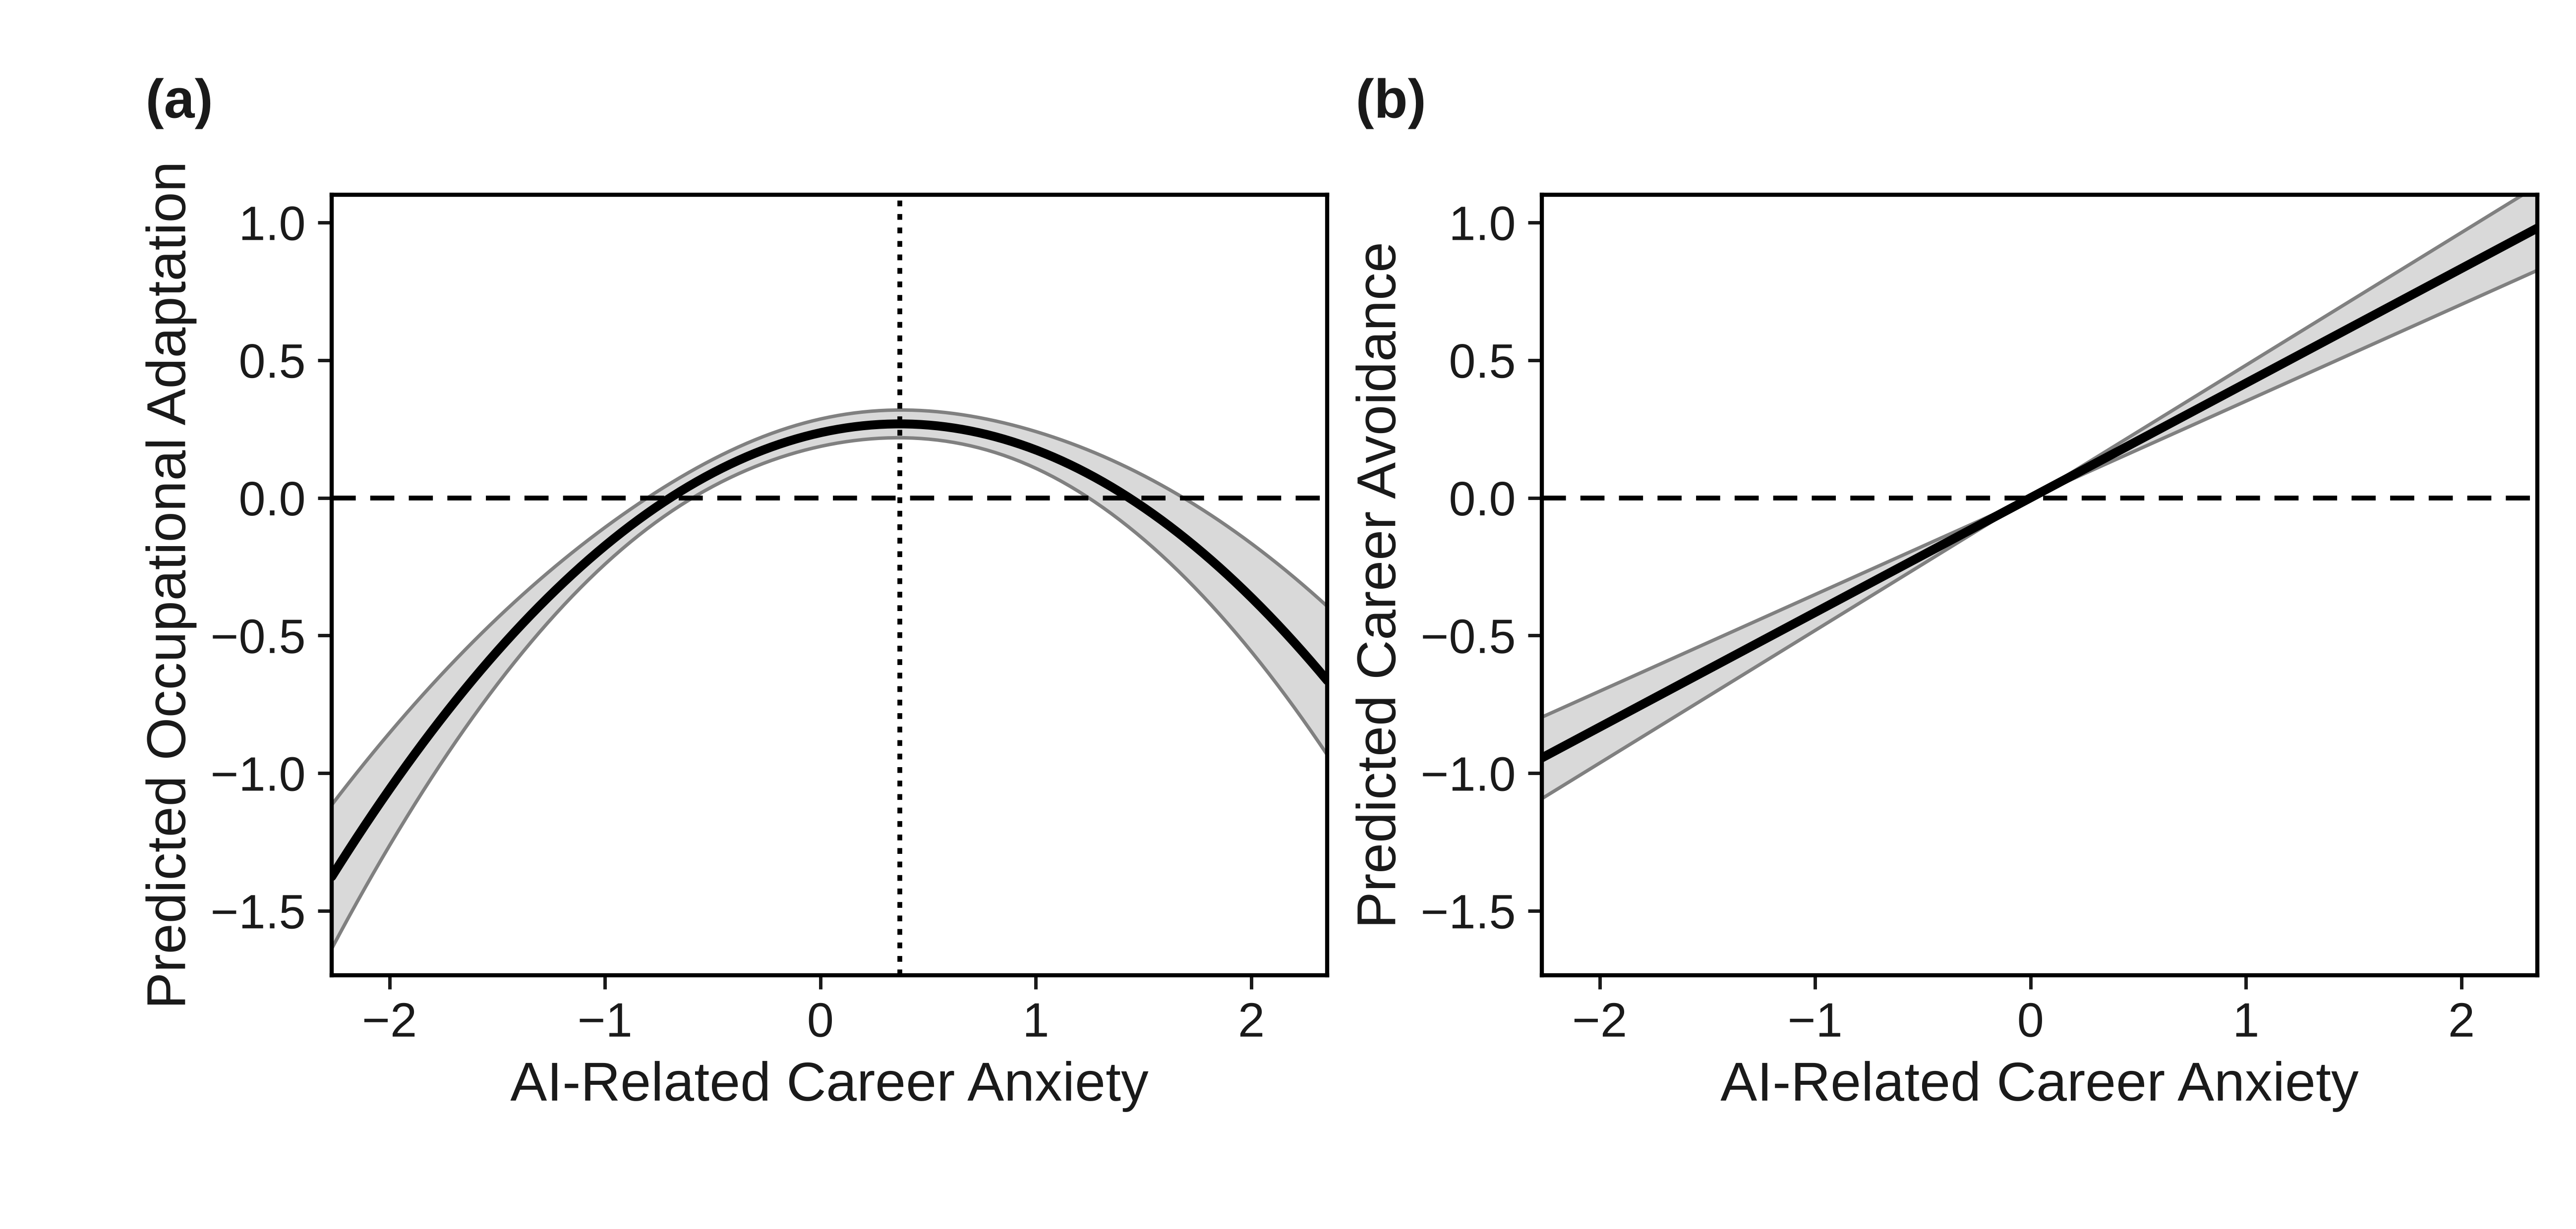 (a)
Predicted Occupational Adaptation
1.0
0.5
0.0
−0.5
−1.0
−1.5
−2 −1 0 1 2
AI-Related Career Anxiety
(b)
Predicted Career Avoidance
1.0
0.5
0.0
−0.5
−1.0
−1.5
−2 −1 0 1 2
AI-Related Career Anxiety